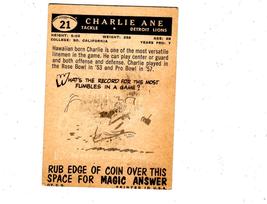 21
CHARLIE ANE
TACKLE DETROIT LIONS
HEIGHT: 6-02 WEIGHT: 260 AGE: 28
COLLEGE: SO. CALIFORNIA YEARS PRO: 7
Hawaiian born Charlie is one of the most versatile
linemen in the game. He can play center or guard
and both offense and defense. Charlie played in
the Rose Bowl in '53 and Pro Bowl in '57.
WHAT'S THE RECORD FOR THE MOST
FUMBLES IN A GAME?
RUB EDGE OF COIN OVER THIS
SPACE FOR MAGIC ANSWER
PRINTED IN U.S.A.